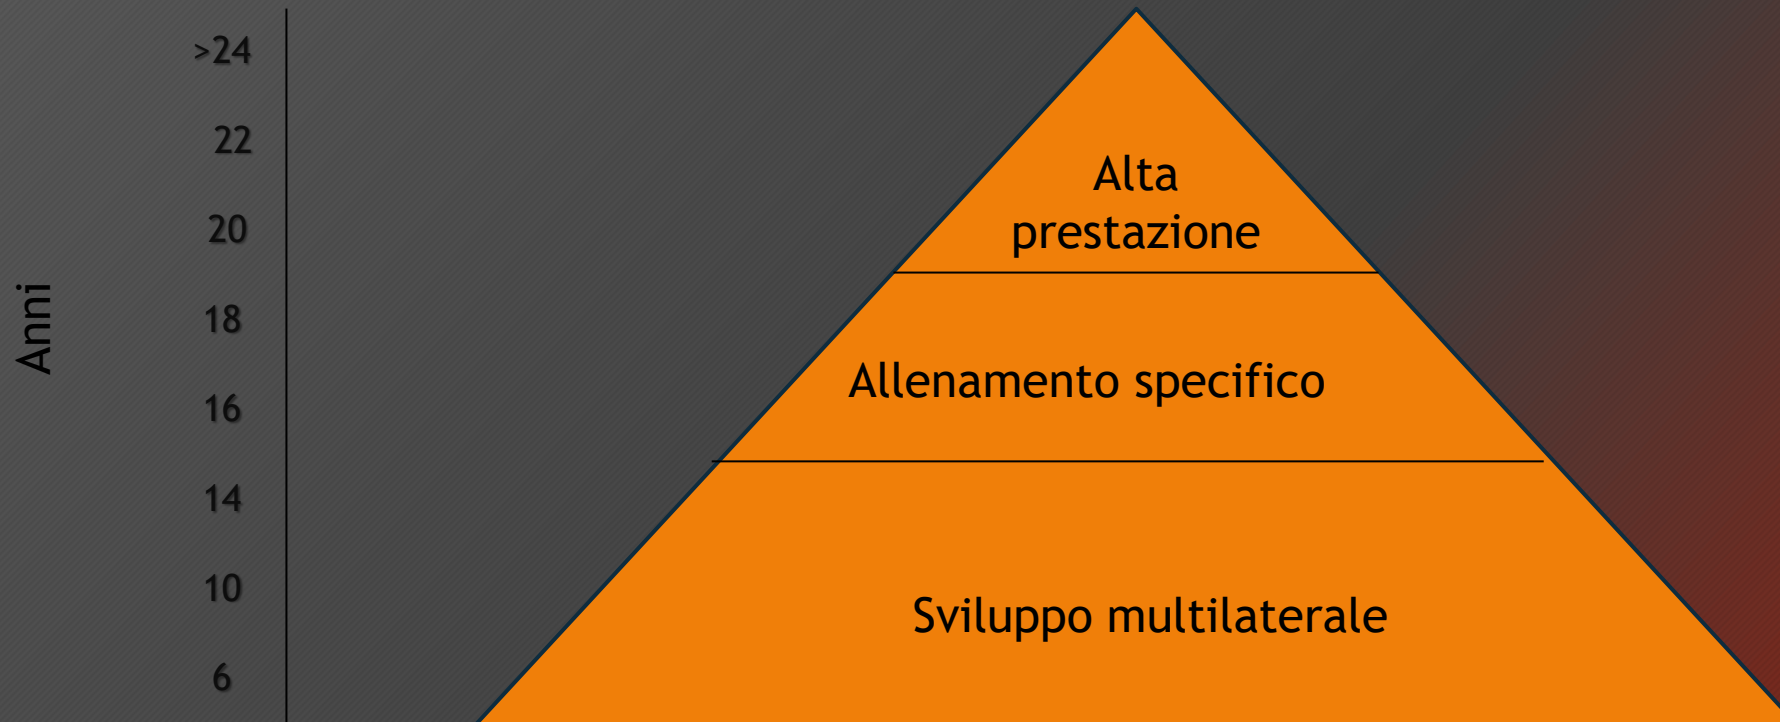 >24
22
20
18
16
14
10
6
Anni
Alta
prestazione
Allenamento specifico
Sviluppo multilaterale